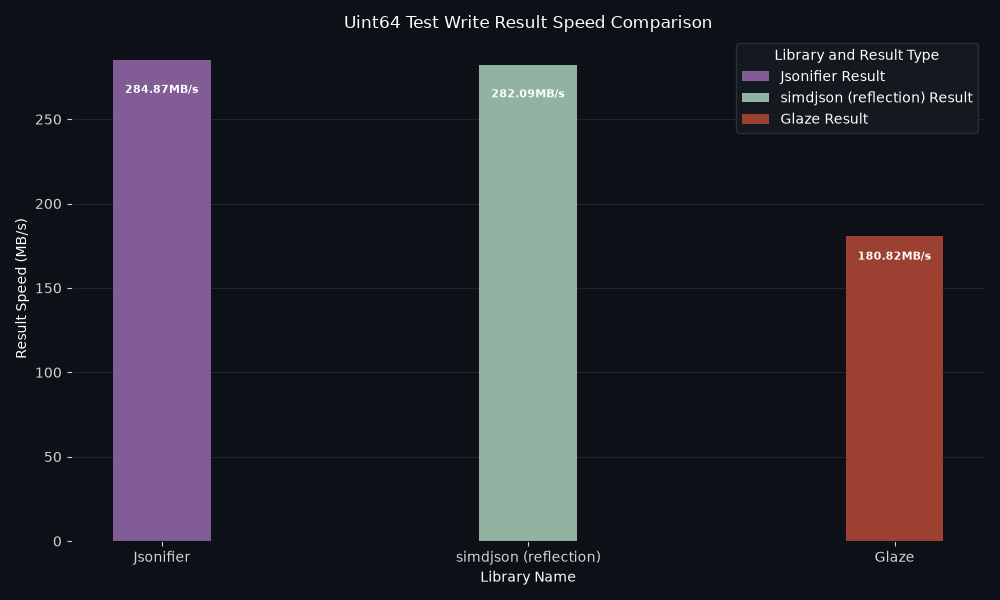 Uint64 Test Write Result Speed Comparison
Library and Result Type
Jsonifier Result
simdjson (reflection) Result
Glaze Result
284.87MB/s
282.09MB/s
180.82MB/s
Result Speed (MB/s)
250
200
150
100
50
0
Jsonifier
simdjson (reflection)
Glaze
Library Name